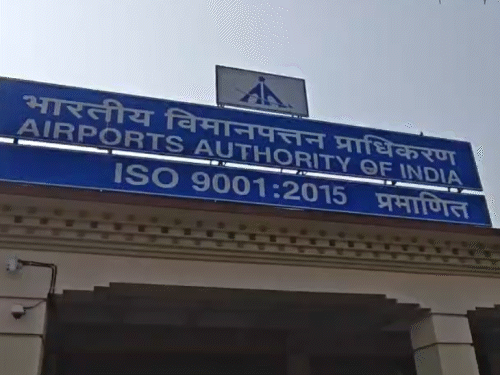 भारतीय विमानपत्तन प्राधिकरण
AIRPORTS AUTHORITY OF INDIA
ISO 9001:2015 प्रमाणित